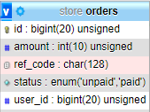 v store orders
id : bigint(20) unsigned
amount : int(10) unsigned
ref_code : char(128)
status : enum('unpaid','paid')
user_id : bigint(20) unsigned